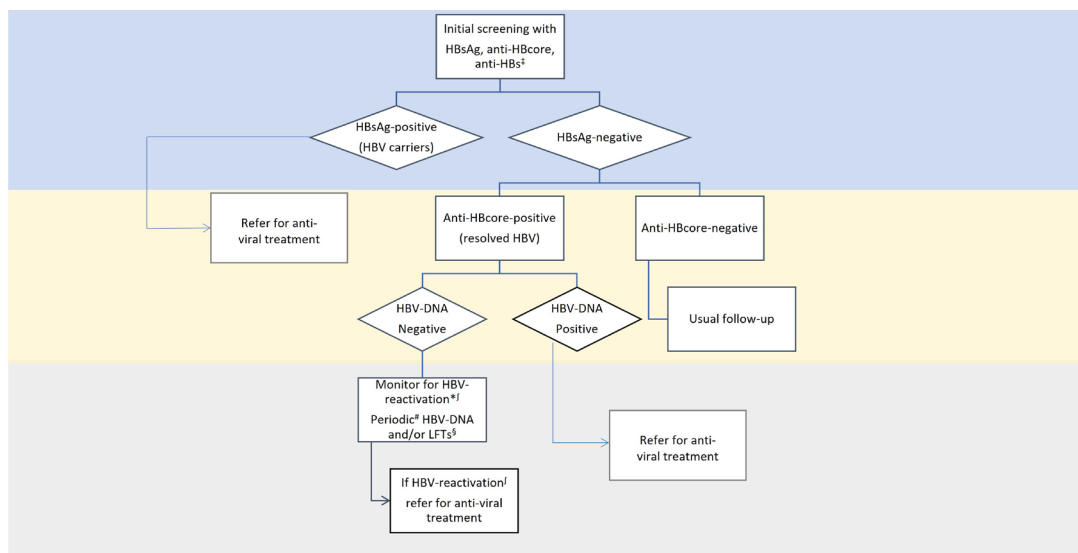 Initial screening with
HBsAg, anti-HBcore,
anti-HBs‡
HBsAg-positive
(HBV carriers)
HBsAg-negative
Refer for anti-
viral treatment
Anti-HBcore-positive
(resolved HBV)
Anti-HBcore-negative
HBV-DNA
Negative
HBV-DNA
Positive
Usual follow-up
Monitor for HBV-
reactivation*ʃ
Periodic# HBV-DNA
and/or LFTs§
Refer for anti-
viral treatment
If HBV-reactivationʃ
refer for anti-viral
treatment